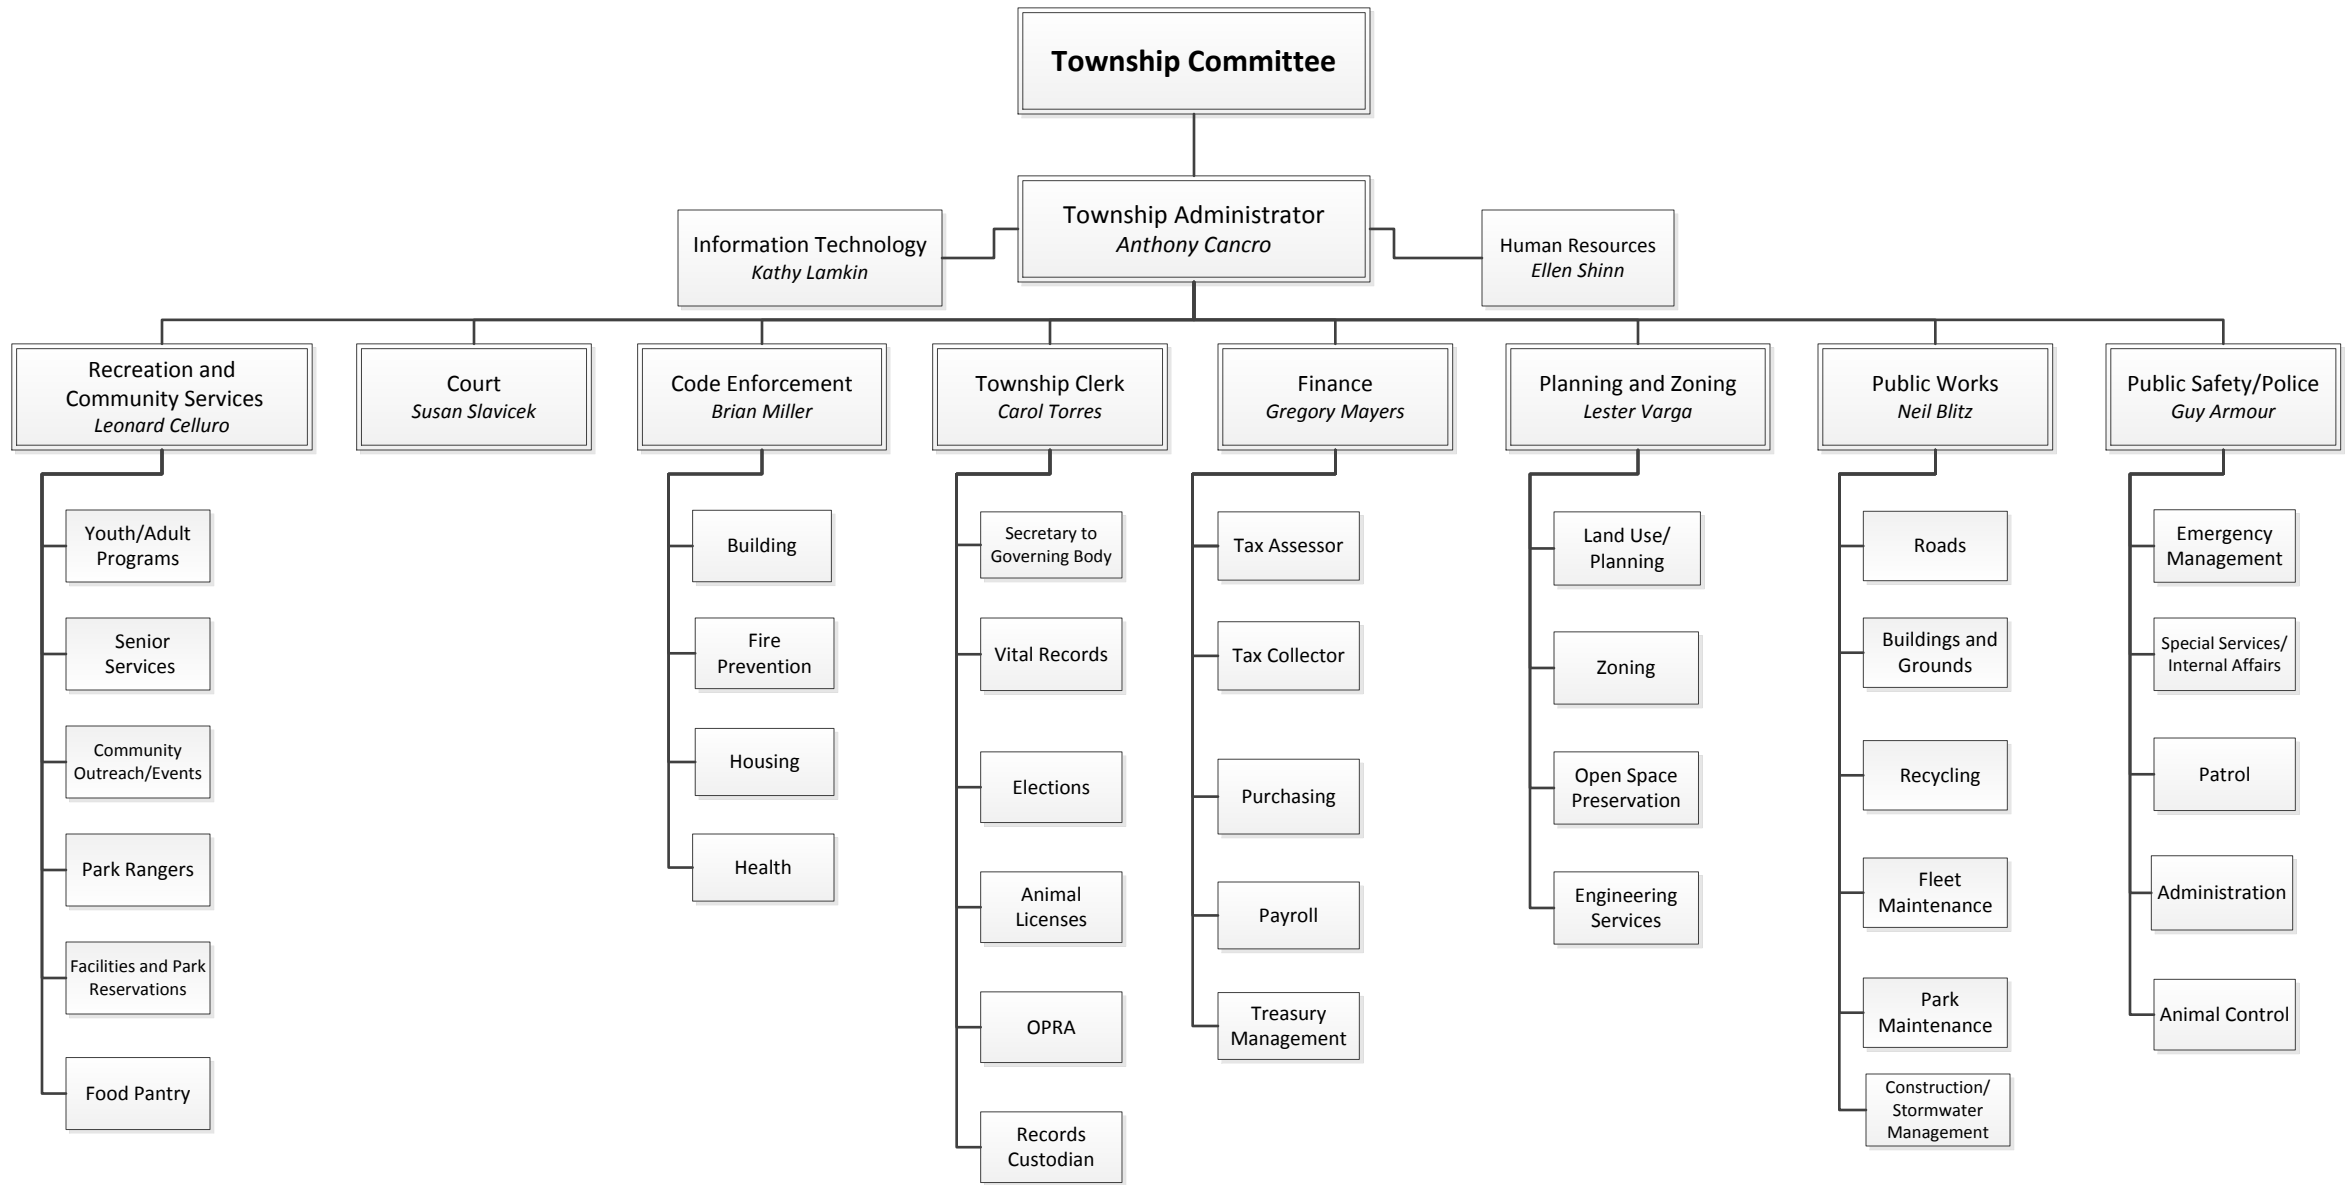 Township Committee
Township Administrator
Anthony Cancro
Information Technology
Kathy Lamkin
Human Resources
Ellen Shinn
Recreation and
Community Services
Leonard Celluro
Court
Susan Slavicek
Code Enforcement
Brian Miller
Township Clerk
Carol Torres
Finance
Gregory Mayers
Planning and Zoning
Lester Varga
Public Works
Neil Blitz
Public Safety/Police
Guy Armour
Youth/Adult
Programs
Senior
Services
Community
Outreach/Events
Park Rangers
Facilities and Park
Reservations
Food Pantry
Building
Fire
Prevention
Housing
Health
Secretary to
Governing Body
Vital Records
Elections
Animal
Licenses
OPRA
Records
Custodian
Tax Assessor
Tax Collector
Purchasing
Payroll
Treasury
Management
Land Use/
Planning
Zoning
Open Space
Preservation
Engineering
Services
Roads
Buildings and
Grounds
Recycling
Fleet
Maintenance
Park
Maintenance
Construction/
Stormwater
Management
Emergency
Management
Special Services/
Internal Affairs
Patrol
Administration
Animal Control